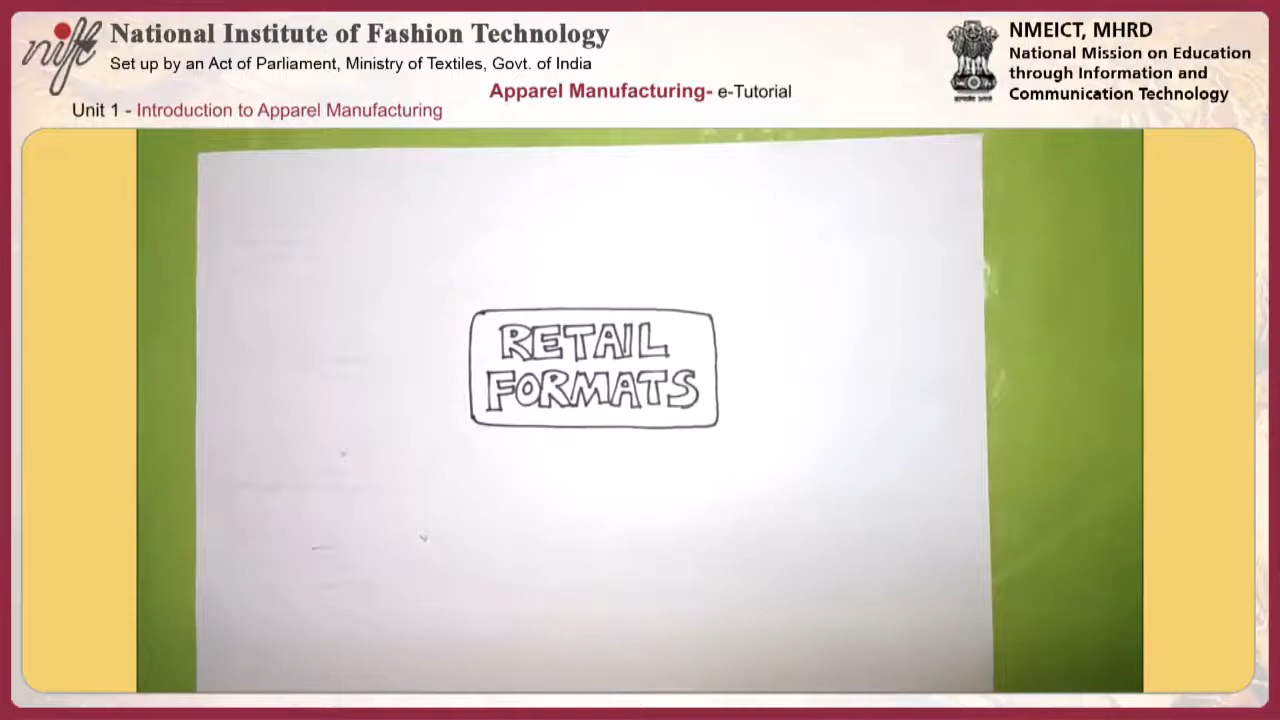 nift
National Institute of Fashion Technology
Set up by an Act of Parliament, Ministry of Textiles, Govt. of India
NMEICT, MHRD
National Mission on Education
through Information and
Communication Technology
Apparel Manufacturing- e-Tutorial
Unit 1 - Introduction to Apparel Manufacturing
RETAIL
FORMATS